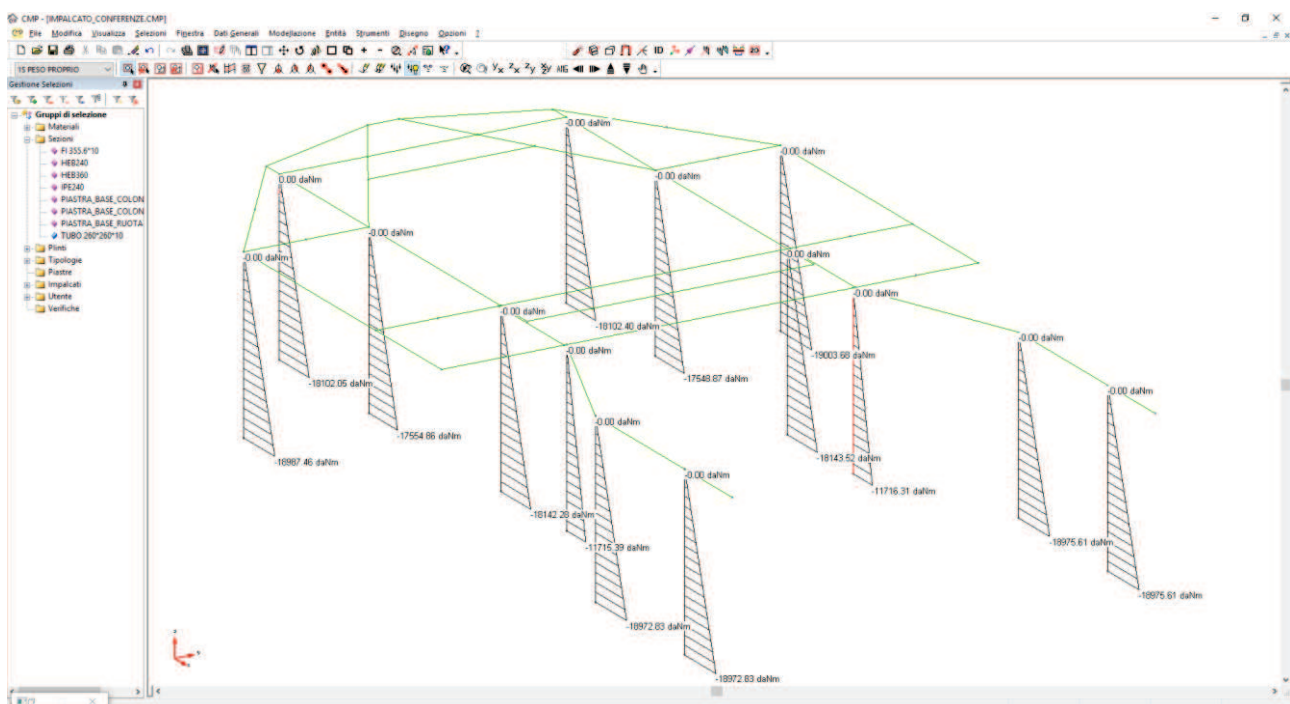 CMP - [IMPALCATO_CONFERENZE.CMP]
File Modifica Visualizza Selezioni Finestra Dati Generali Modellazione Entità Strumenti Disegno Opzioni ?
ID
15 PESO PROPRIO
Gestione Selezioni
Gruppi di selezione
Materiali
Sezioni
FI 355.6*10
HEB240
HEB360
IPE240
PIASTRA_BASE_COLON
PIASTRA_BASE_COLON
PIASTRA_BASE_RUOTA
TUBO 260*260*10
Plinti
Tipologie
Piastre
Impalcati
Utente
Verifiche
-0.00 daNm
-0.00 daNm
0.00 daNm
-0.00 daNm
-0.00 daNm
-0.00 daNm
-0.00 daNm
-0.00 daNm
-0.00 daNm
-18102.40 daNm
-0.00 daNm
-0.00 daNm
-19003.68 daNm
-17548.87 daNm
-18102.05 daNm
-0.00 daNm
-0.00 daNm
-17554.86 daNm
-18143.52 daNm
-18987.46 daNm
-0.00 daNm
-11716.31 daNm
-18142.28 daNm
-18975.61 daNm
-11715.39 daNm
-18975.61 daNm
-18972.83 daNm
-18972.83 daNm